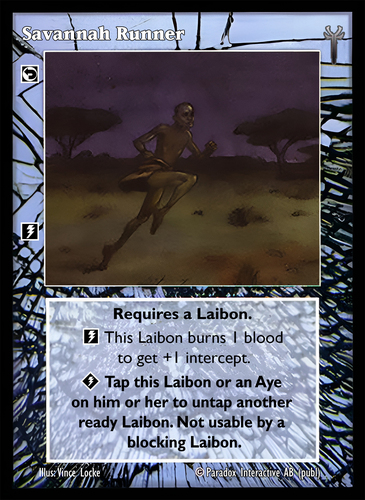 Savannah Runner
Requires a Laibon.
This Laibon burns 1 blood
to get +1 intercept.
Tap this Laibon or an Aye
on him or her to untap another
ready Laibon. Not usable by a
blocking Laibon.
Illus: Vince Locke © Paradox Interactive AB (publ)